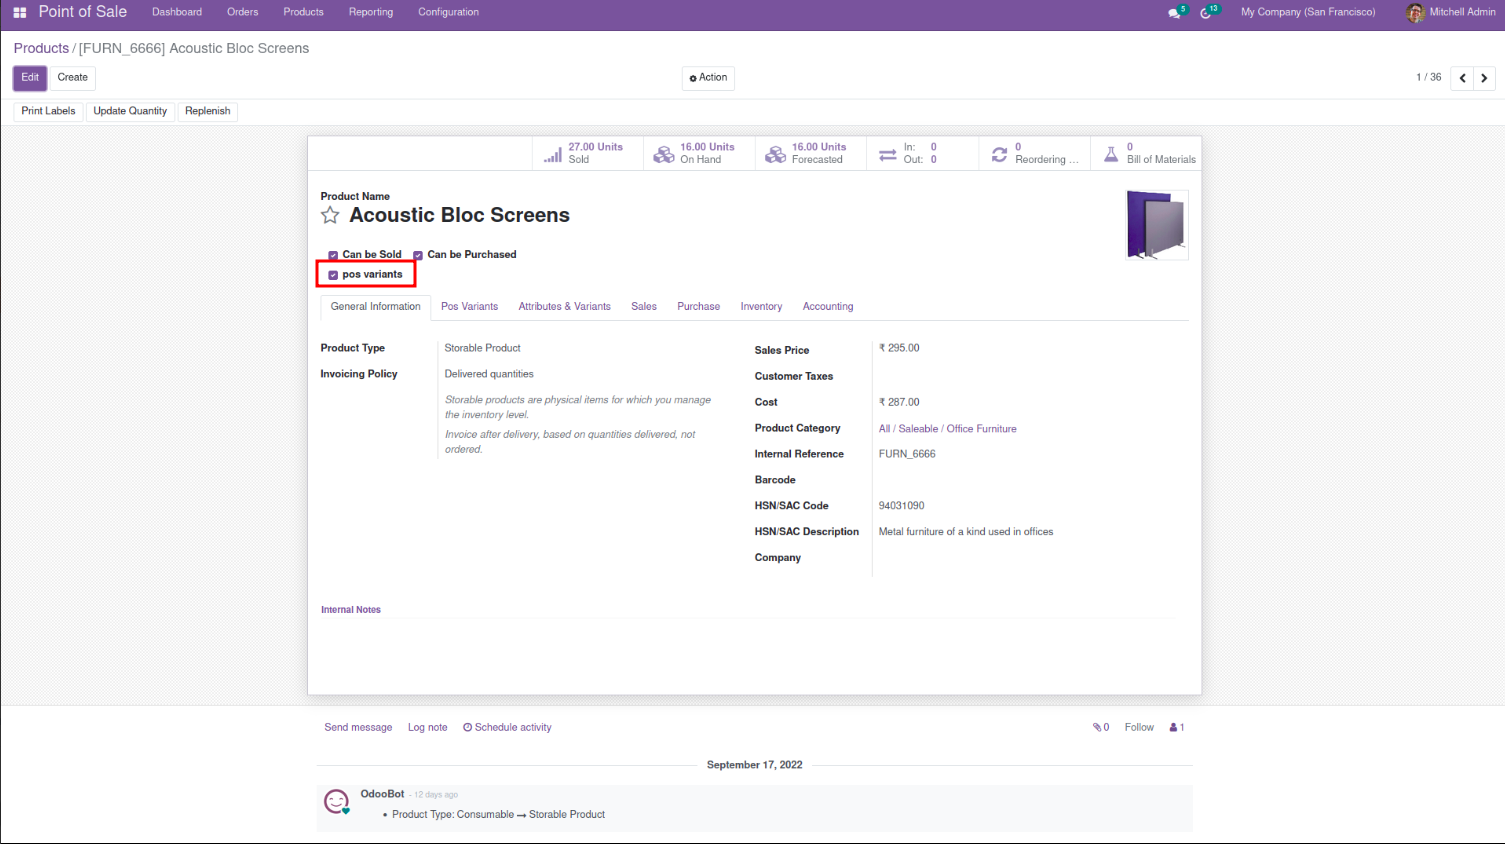 Point of Sale Dashboard Orders Products Reporting Configuration 5 13 My Company (San Francisco) Mitchell Admin
Products / [FURN_6666] Acoustic Bloc Screens
Edit Create Action 1 / 36
Print Labels Update Quantity Replenish
27.00 Units 16.00 Units 16.00 Units In: 0 0 0
Sold On Hand Forecasted Out: 0 Reordering ... Bill of Materials
Product Name
Acoustic Bloc Screens
Can be Sold Can be Purchased
pos variants
General Information Pos Variants Attributes & Variants Sales Purchase Inventory Accounting
Product Type Storable Product Sales Price ₹ 295.00
Invoicing Policy Delivered quantities Customer Taxes
Storable products are physical items for which you manage Cost ₹ 287.00
the inventory level.
Invoice after delivery, based on quantities delivered, not Product Category All / Saleable / Office Furniture
ordered. Internal Reference FURN_6666
Barcode
HSN/SAC Code 94031090
HSN/SAC Description Metal furniture of a kind used in offices
Company
Internal Notes
Send message Log note Schedule activity 0 Follow 1
September 17, 2022
OdooBot - 12 days ago
• Product Type: Consumable → Storable Product